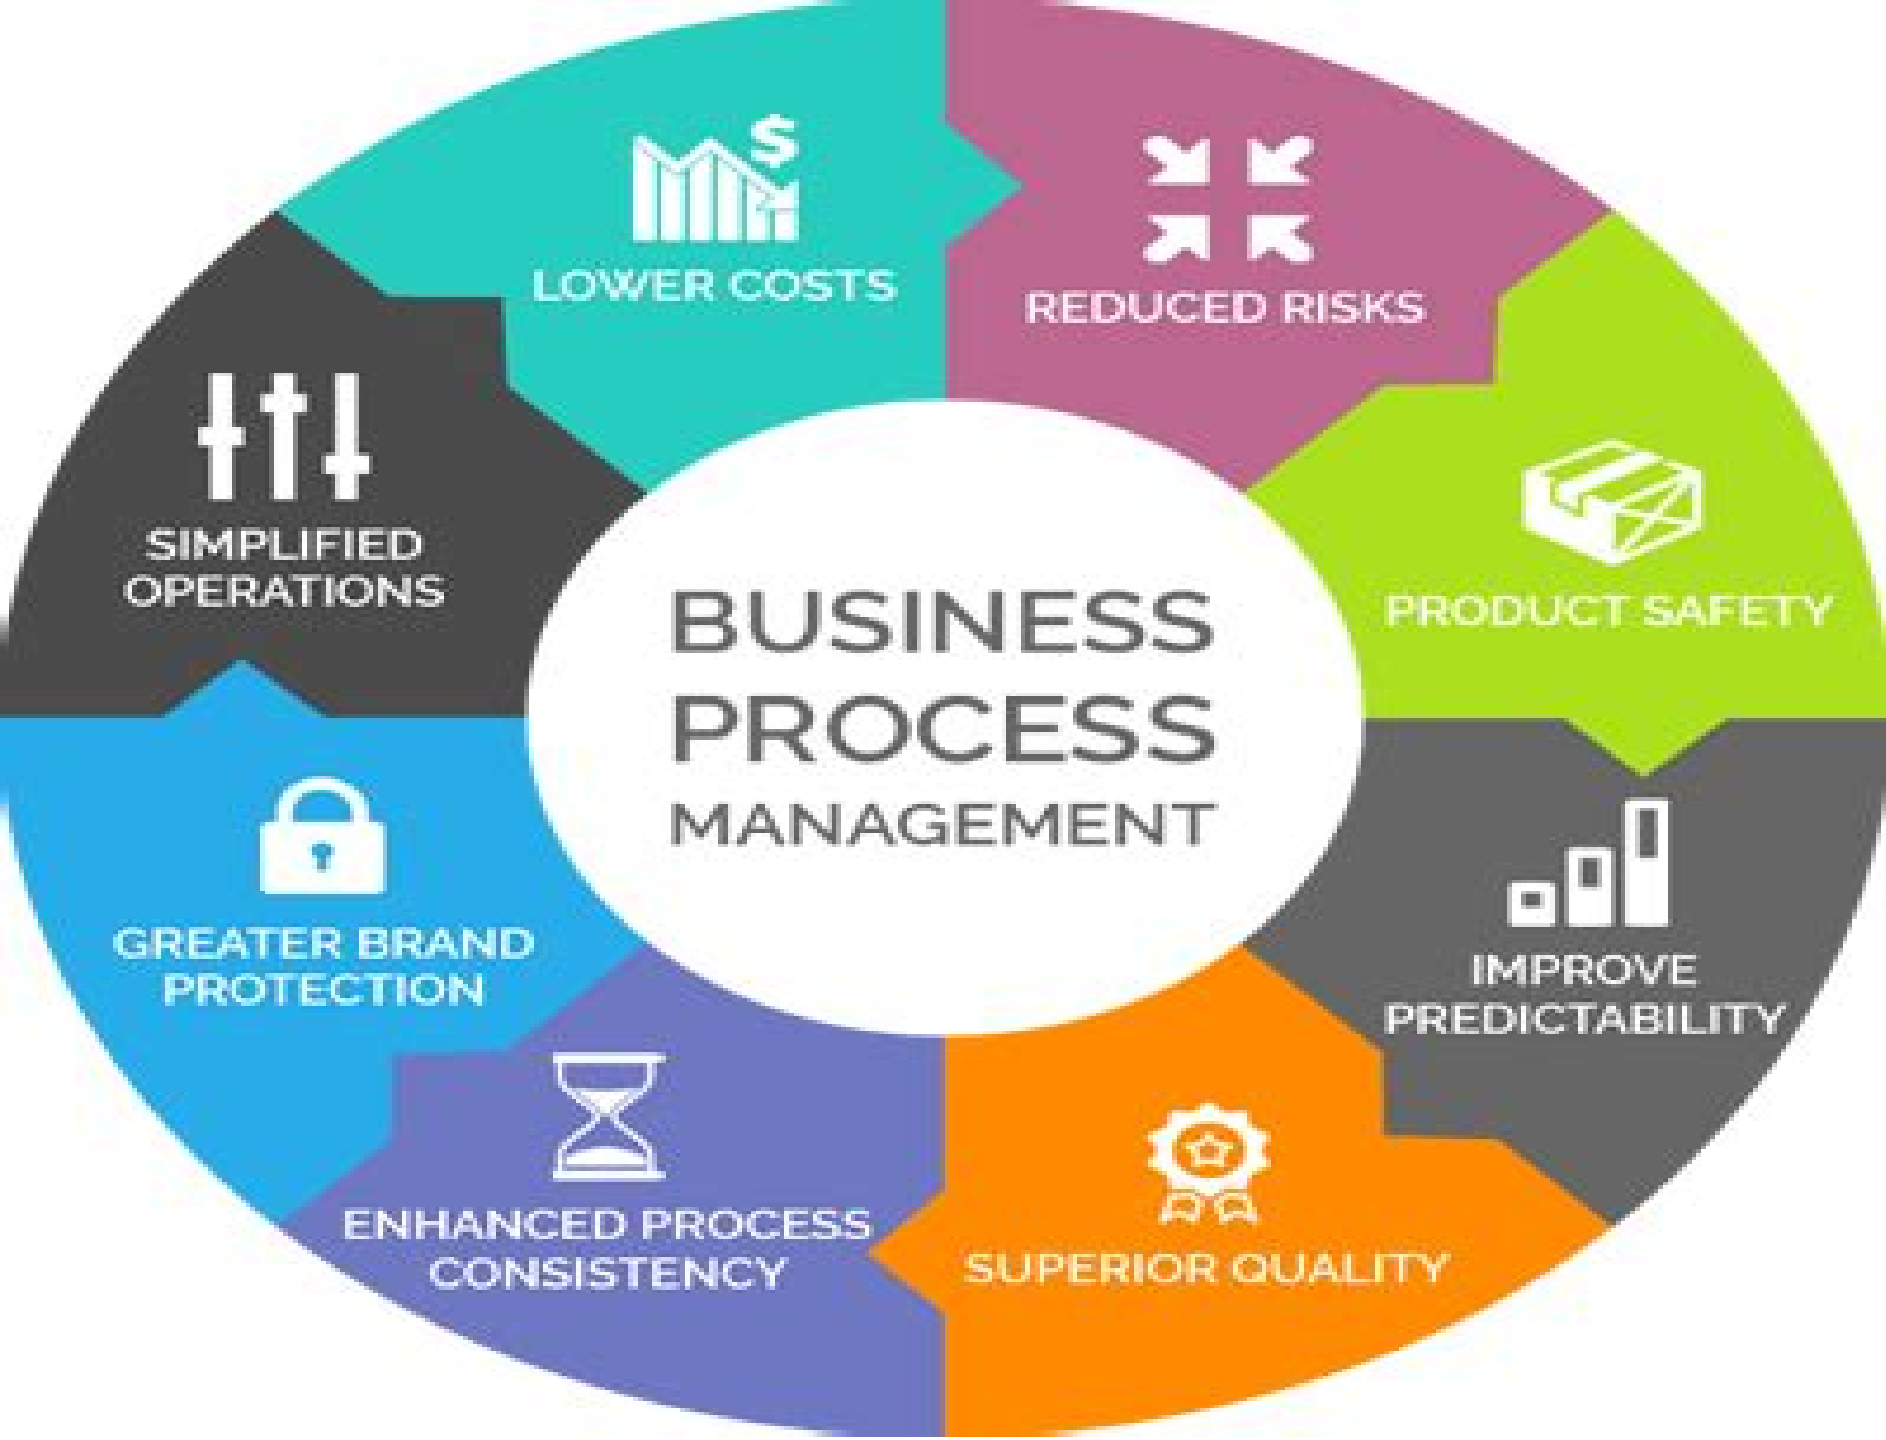 LOWER COSTS
REDUCED RISKS
PRODUCT SAFETY
IMPROVE
PREDICTABILITY
SUPERIOR QUALITY
ENHANCED PROCESS
CONSISTENCY
GREATER BRAND
PROTECTION
SIMPLIFIED
OPERATIONS
BUSINESS
PROCESS
MANAGEMENT
$